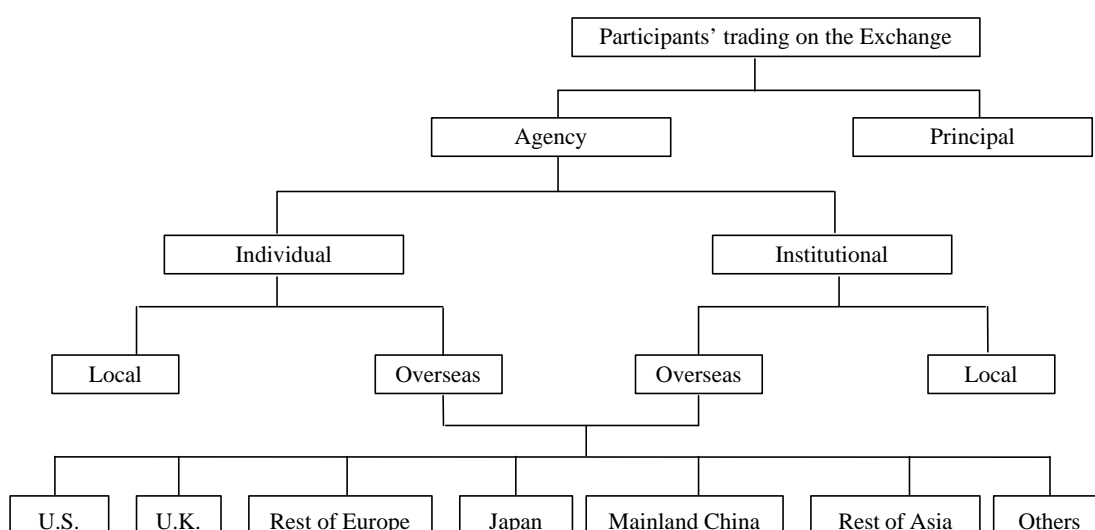 Participants’ trading on the Exchange
Agency
Principal
Individual
Institutional
Local
Overseas
Overseas
Local
U.S.
U.K.
Rest of Europe
Japan
Mainland China
Rest of Asia
Others